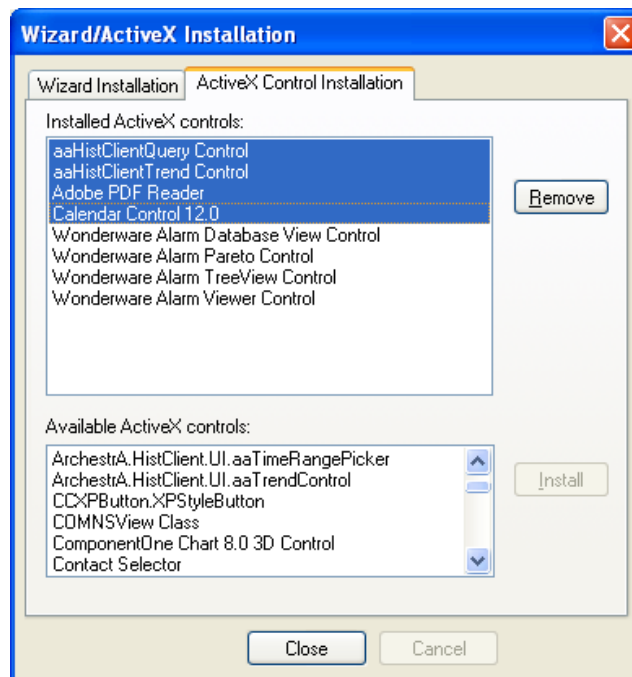 Wizard/ActiveX Installation
Wizard Installation
ActiveX Control Installation
Installed ActiveX controls:
aaHistClientQuery Control
aaHistClientTrend Control
Adobe PDF Reader
Calendar Control 12.0
Wonderware Alarm Database View Control
Wonderware Alarm Pareto Control
Wonderware Alarm TreeView Control
Wonderware Alarm Viewer Control
Remove
Available ActiveX controls:
ArchestrA.HistClient.UI.aaTimeRangePicker
ArchestrA.HistClient.UI.aaTrendControl
CCXPButton.XPStyleButton
COMNSView Class
ComponentOne Chart 8.0 3D Control
Contact Selector
Install
Close
Cancel